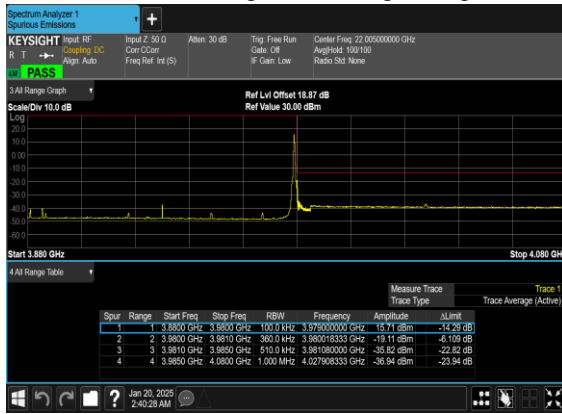 Spectrum Analyzer 1
Spurious Emissions
+
KEYSIGHT Input: RF Input Z: 50 Ω Atten: 30 dB Trig: Free Run Center Freq: 22.005000000 GHz
R T Coupling: DC Corr CCorr Gate: Off Avg|Hold: 100/100
Align: Auto Freq Ref: Int (S) IF Gain: Low Radio Std: None
PASS
3 All Range Graph
Ref Lvl Offset 18.87 dB
Scale/Div 10.0 dB Ref Value 30.00 dBm
Log
20.0
10.0
0.00
-10.0
-20.0
-30.0
-40.0
-50.0
-60.0
Start 3.880 GHz Stop 4.080 GH
4 All Range Table
Measure Trace Trace 1
Trace Type Trace Average (Active)
Spur Range Start Freq Stop Freq RBW Frequency Amplitude ΔLimit
1 1 3.8800 GHz 3.9800 GHz 100.0 kHz 3.979000000 GHz 15.71 dBm -14.29 dB
2 2 3.9800 GHz 3.9810 GHz 360.0 kHz 3.980018333 GHz -19.11 dBm -6.109 dB
3 3 3.9810 GHz 3.9850 GHz 510.0 kHz 3.981080000 GHz -35.82 dBm -22.82 dB
4 4 3.9850 GHz 4.0800 GHz 1.000 MHz 4.027908333 GHz -36.94 dBm -23.94 dB
? Jan 20, 2025
2:40:28 AM